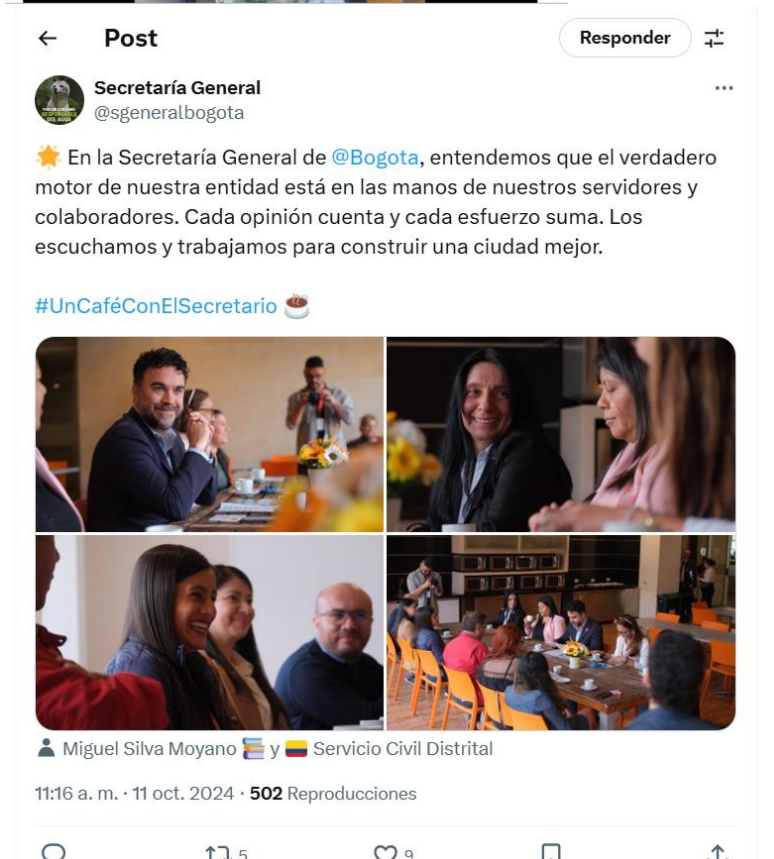 Post
Responder
Secretaría General
@sgeneralbogota
En la Secretaría General de @Bogota, entendemos que el verdadero
motor de nuestra entidad está en las manos de nuestros servidores y
colaboradores. Cada opinión cuenta y cada esfuerzo suma. Los
escuchamos y trabajamos para construir una ciudad mejor.
#UnCaféConElSecretario
Miguel Silva Moyano y Servicio Civil Distrital
11:16 a. m. · 11 oct. 2024 · 502 Reproducciones
5 9